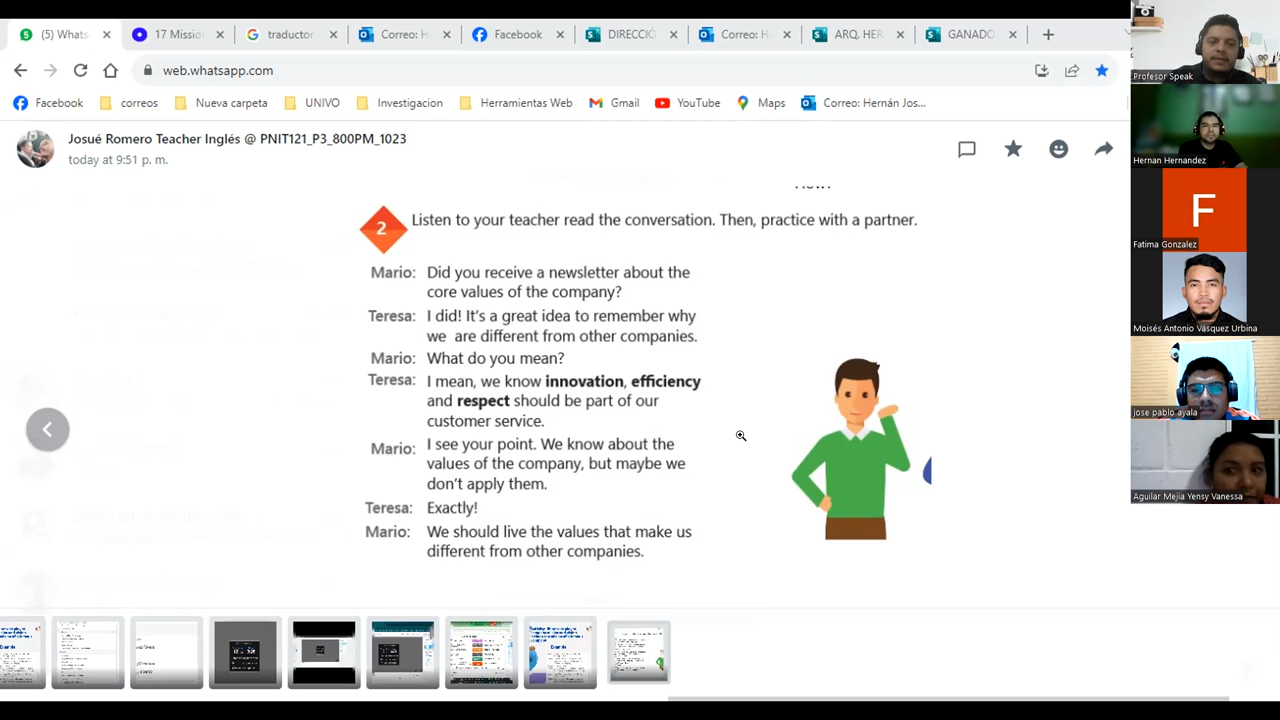 (5) Whats
17 Missio
traductor
Correo: H
Facebook
DIRECCIÓ
Correo: H
ARQ. HER
GANADO
web.whatsapp.com
Facebook
correos
Nueva carpeta
UNIVO
Investigacion
Herramientas Web
Gmail
YouTube
Maps
Correo: Hernán Jos...
Josué Romero Teacher Inglés @ PNIT121_P3_800PM_1023
today at 9:51 p. m.
2
Listen to your teacher read the conversation. Then, practice with a partner.
Mario: Did you receive a newsletter about the
core values of the company?
Teresa: I did! It's a great idea to remember why
we are different from other companies.
Mario: What do you mean?
Teresa: I mean, we know innovation, efficiency
and respect should be part of our
customer service.
Mario: I see your point. We know about the
values of the company, but maybe we
don't apply them.
Teresa: Exactly!
Mario: We should live the values that make us
different from other companies.
Profesor Speak
Hernan Hernandez
F
Fatima Gonzalez
Moisés Antonio Vásquez Urbina
jose pablo ayala
Aguilar Mejia Yensy Vanessa